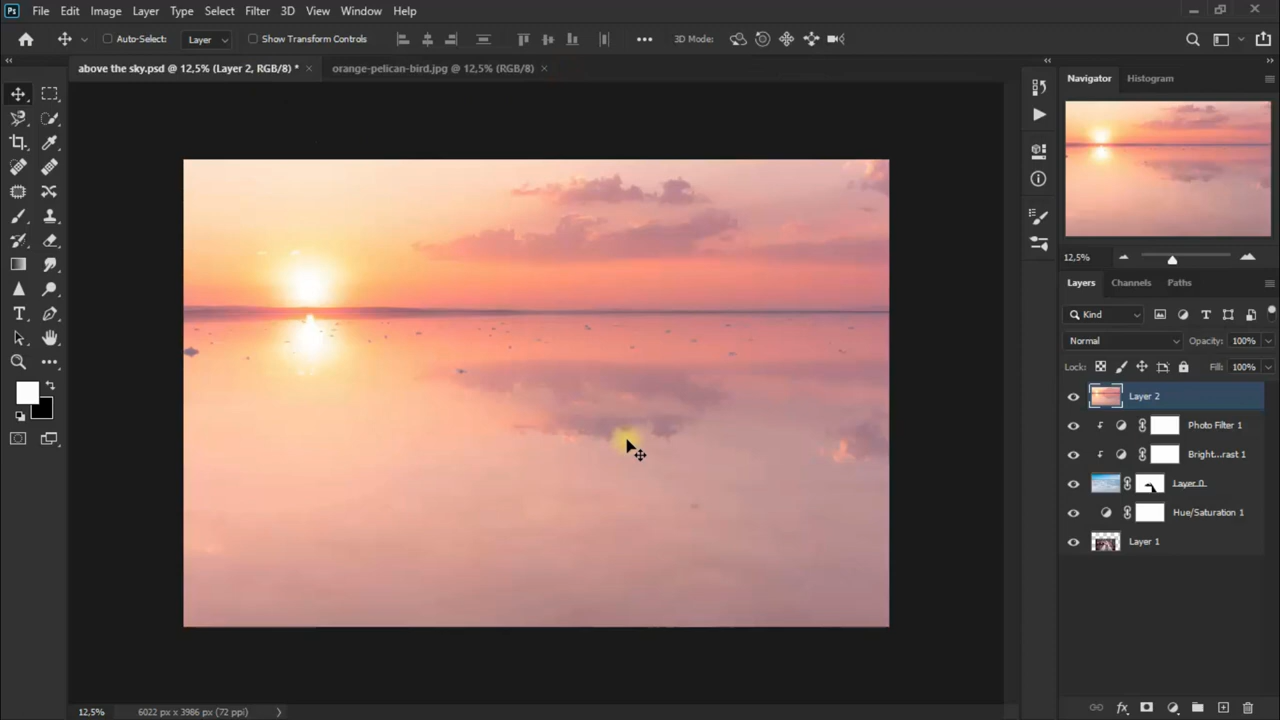 Ps File Edit Image Layer Type Select Filter 3D View Window Help
Auto-Select: Layer Show Transform Controls 3D Mode:
above the sky.psd @ 12,5% (Layer 2, RGB/8) * orange-pelican-bird.jpg @ 12,5% (RGB/8)
Navigator Histogram
12,5%
Layers Channels Paths
Kind
Normal Opacity: 100%
Lock: Fill: 100%
Layer 2
Photo Filter 1
Bright...rast 1
Layer 0
Hue/Saturation 1
Layer 1
12,5% 6022 px x 3986 px (72 ppi)
fx